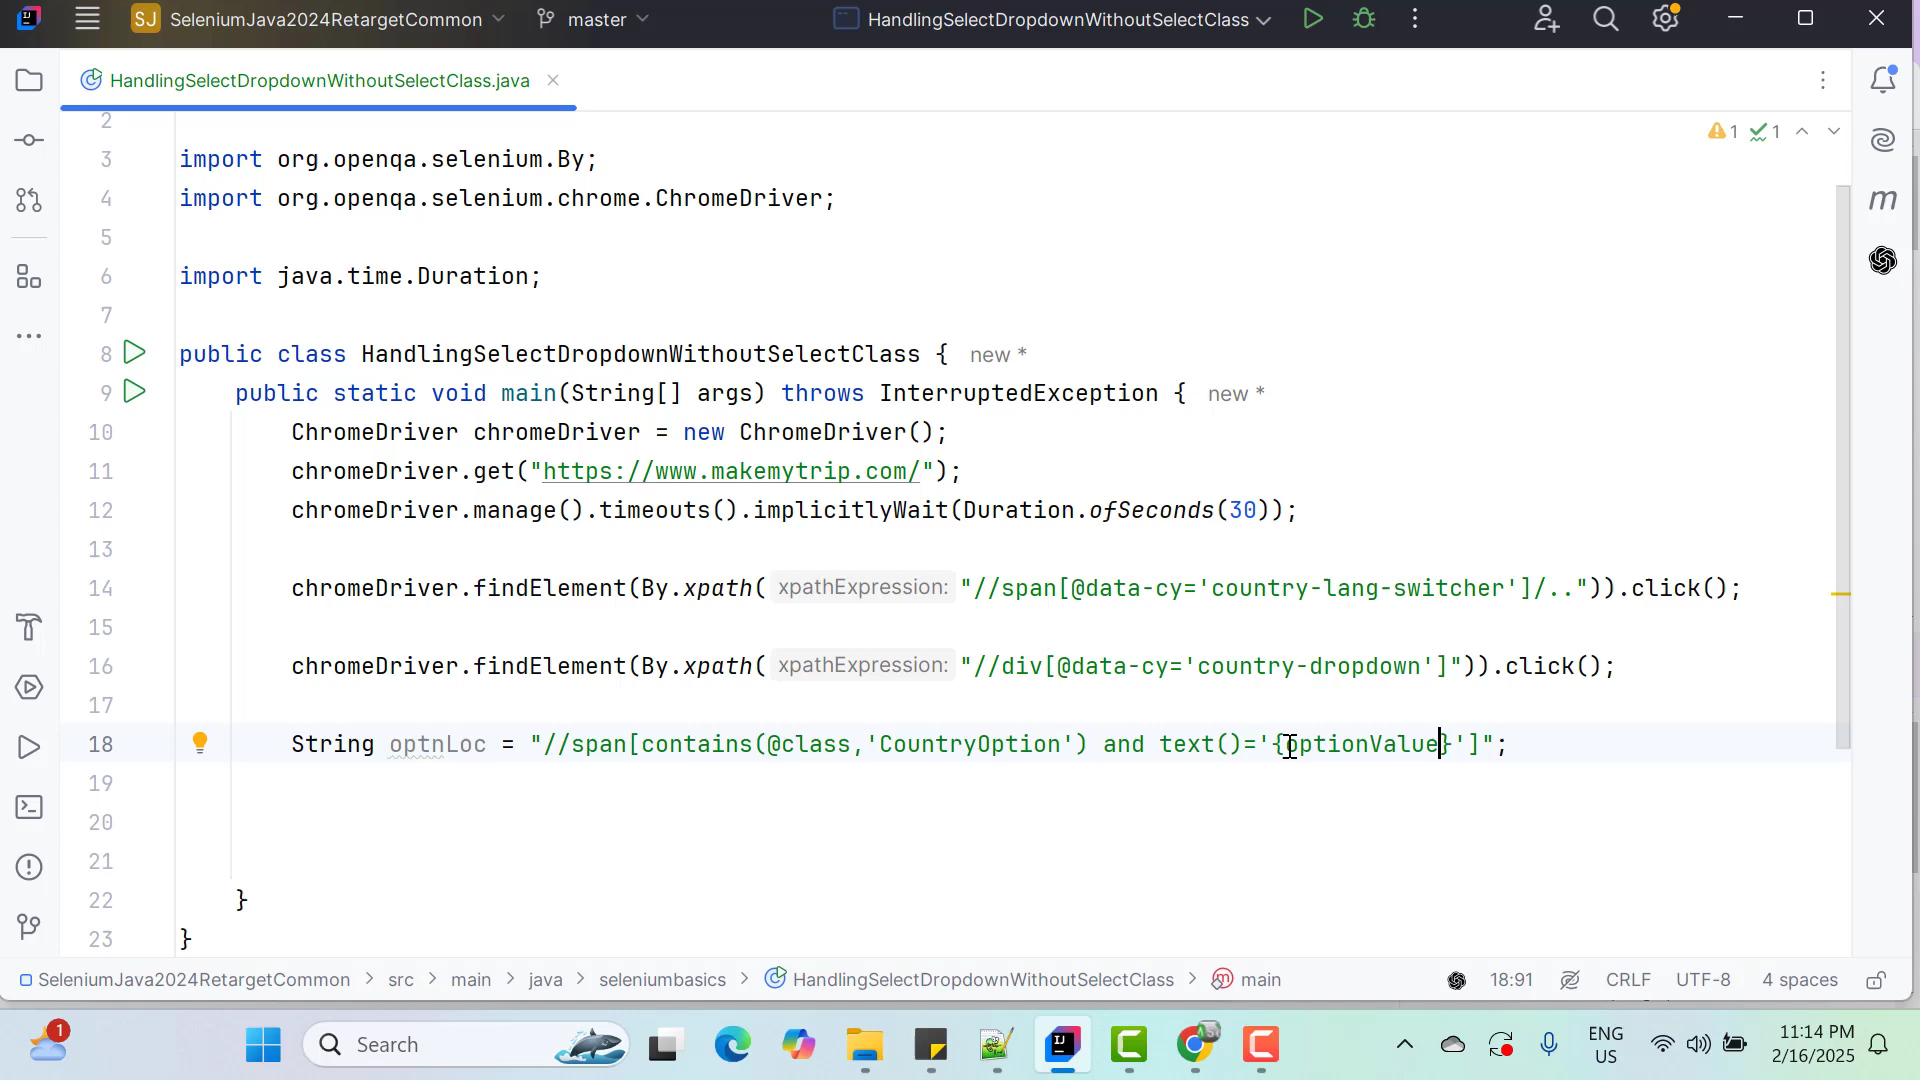 SJ SeleniumJava2024RetargetCommon master HandlingSelectDropdownWithoutSelectClass
HandlingSelectDropdownWithoutSelectClass.java
1 1
2
3 import org.openqa.selenium.By;
4 import org.openqa.selenium.chrome.ChromeDriver;
5
6 import java.time.Duration;
7
8 public class HandlingSelectDropdownWithoutSelectClass { new *
9 public static void main(String[] args) throws InterruptedException { new *
10 ChromeDriver chromeDriver = new ChromeDriver();
11 chromeDriver.get("https://www.makemytrip.com/");
12 chromeDriver.manage().timeouts().implicitlyWait(Duration.ofSeconds(30));
13
14 chromeDriver.findElement(By.xpath( xpathExpression: "//span[@data-cy='country-lang-switcher']/..")).click();
15
16 chromeDriver.findElement(By.xpath( xpathExpression: "//div[@data-cy='country-dropdown']")).click();
17
18 String optnLoc = "//span[contains(@class,'CountryOption') and text()='{optionValue}']";
19
20
21
22 }
23 }
SeleniumJava2024RetargetCommon > src > main > java > seleniumbasics > HandlingSelectDropdownWithoutSelectClass > main 18:91 CRLF UTF-8 4 spaces
1 Search ENG US 11:14 PM 2/16/2025